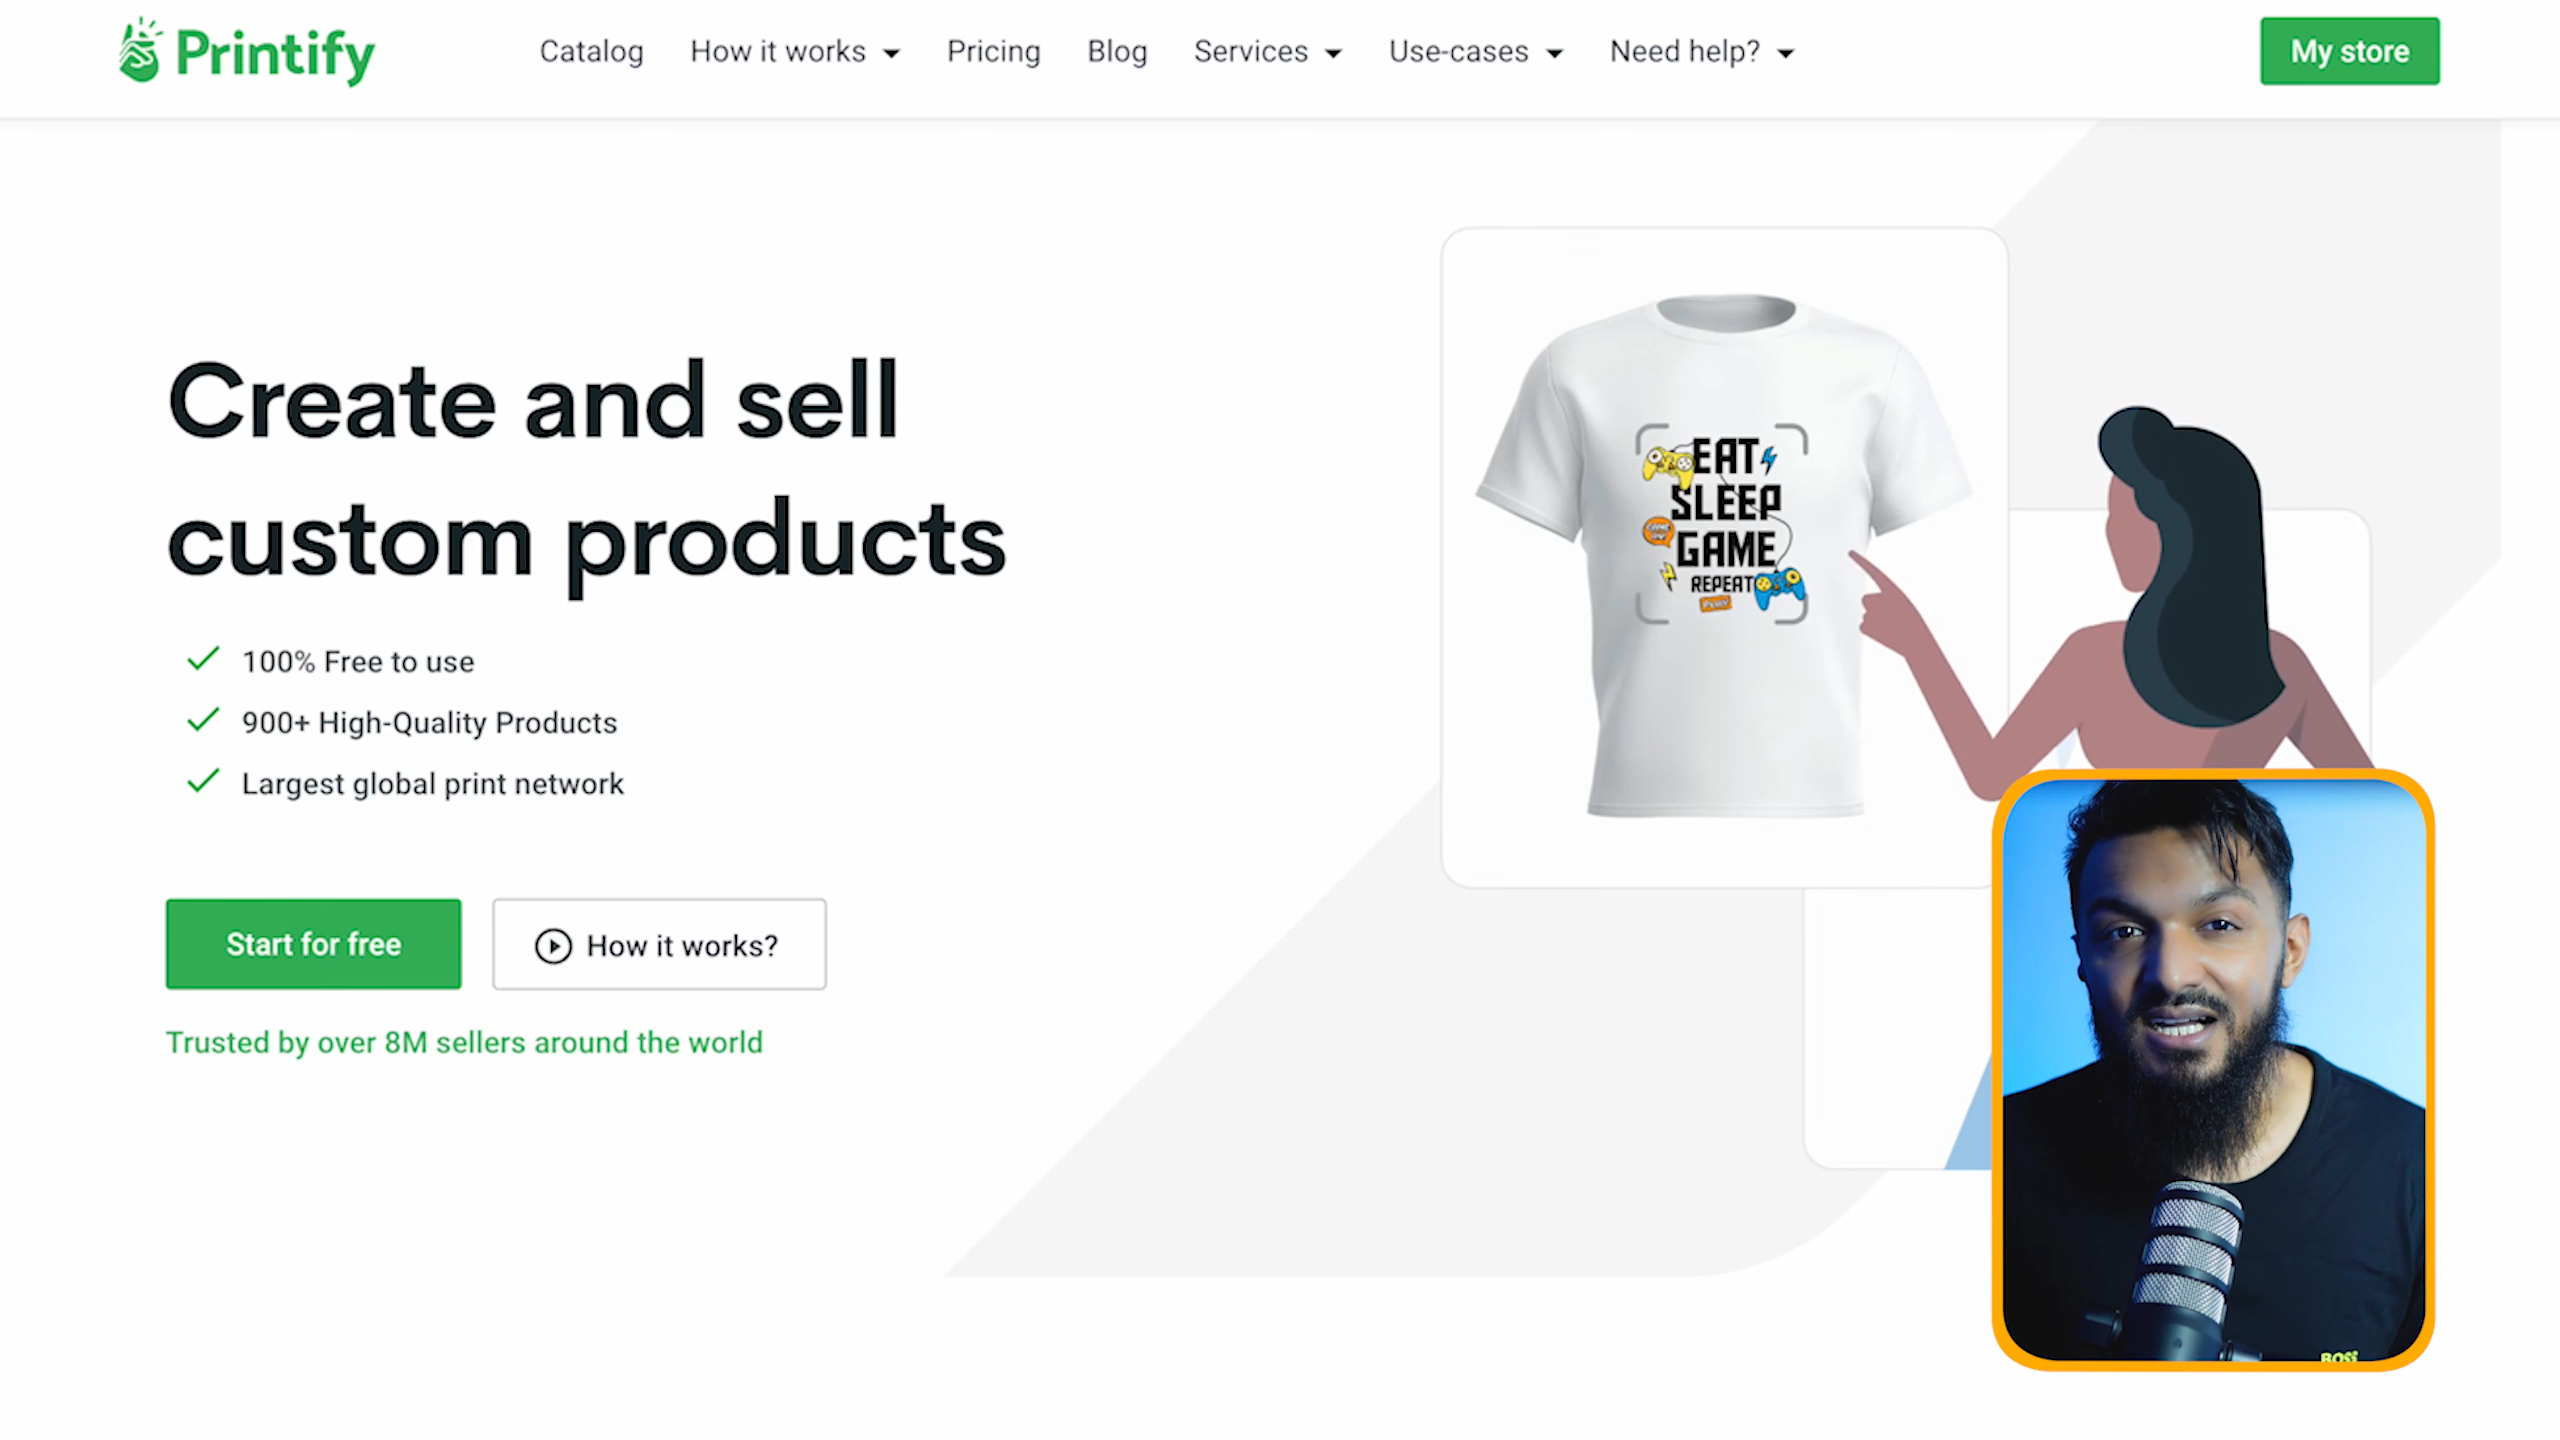 Printify
Catalog
How it works
Pricing
Blog
Services
Use-cases
Need help?
My store
Create and sell
custom products
100% Free to use
900+ High-Quality Products
Largest global print network
Start for free
How it works?
Trusted by over 8M sellers around the world
EAT
SLEEP
GAME
REPEAT
BOSS